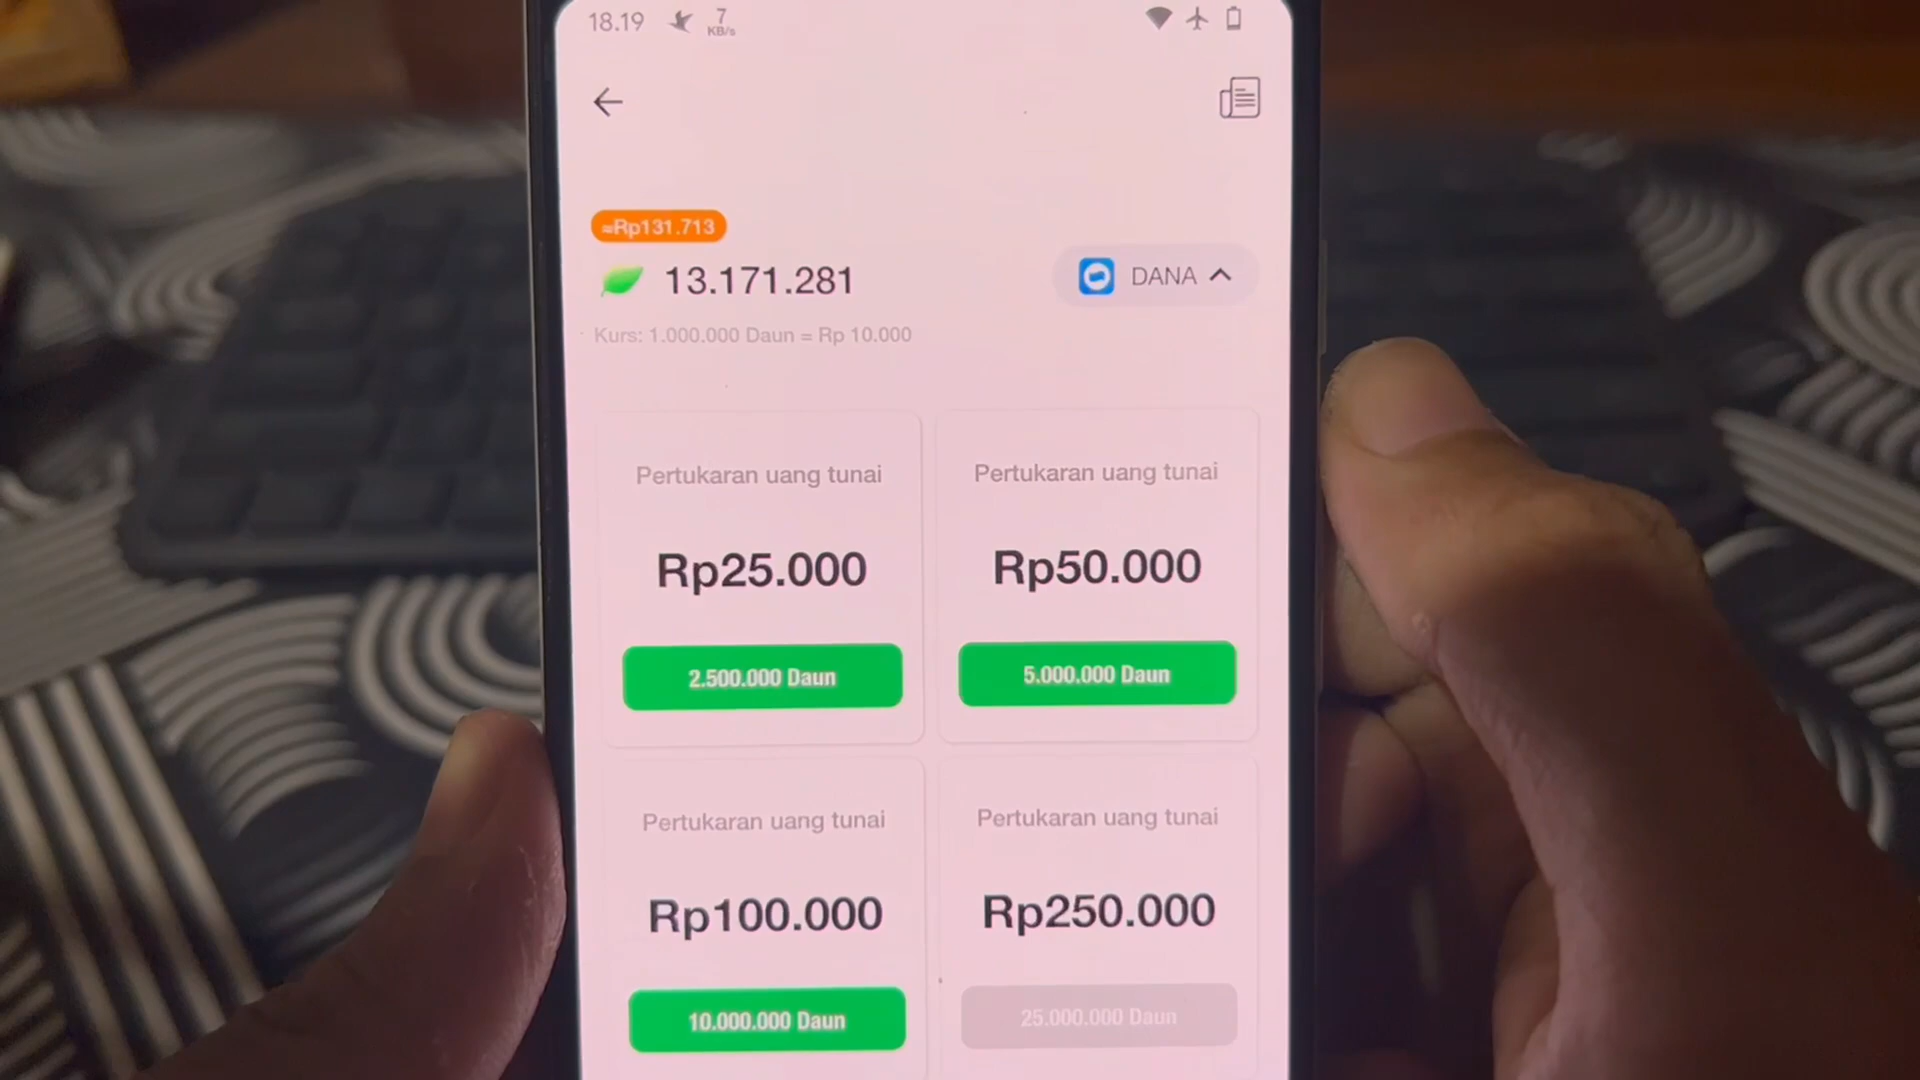 18.19 7 KB/s
≈Rp131.713
13.171.281
DANA
Kurs: 1.000.000 Daun = Rp 10.000
Pertukaran uang tunai
Rp25.000
2.500.000 Daun
Pertukaran uang tunai
Rp50.000
5.000.000 Daun
Pertukaran uang tunai
Rp100.000
10.000.000 Daun
Pertukaran uang tunai
Rp250.000
25.000.000 Daun